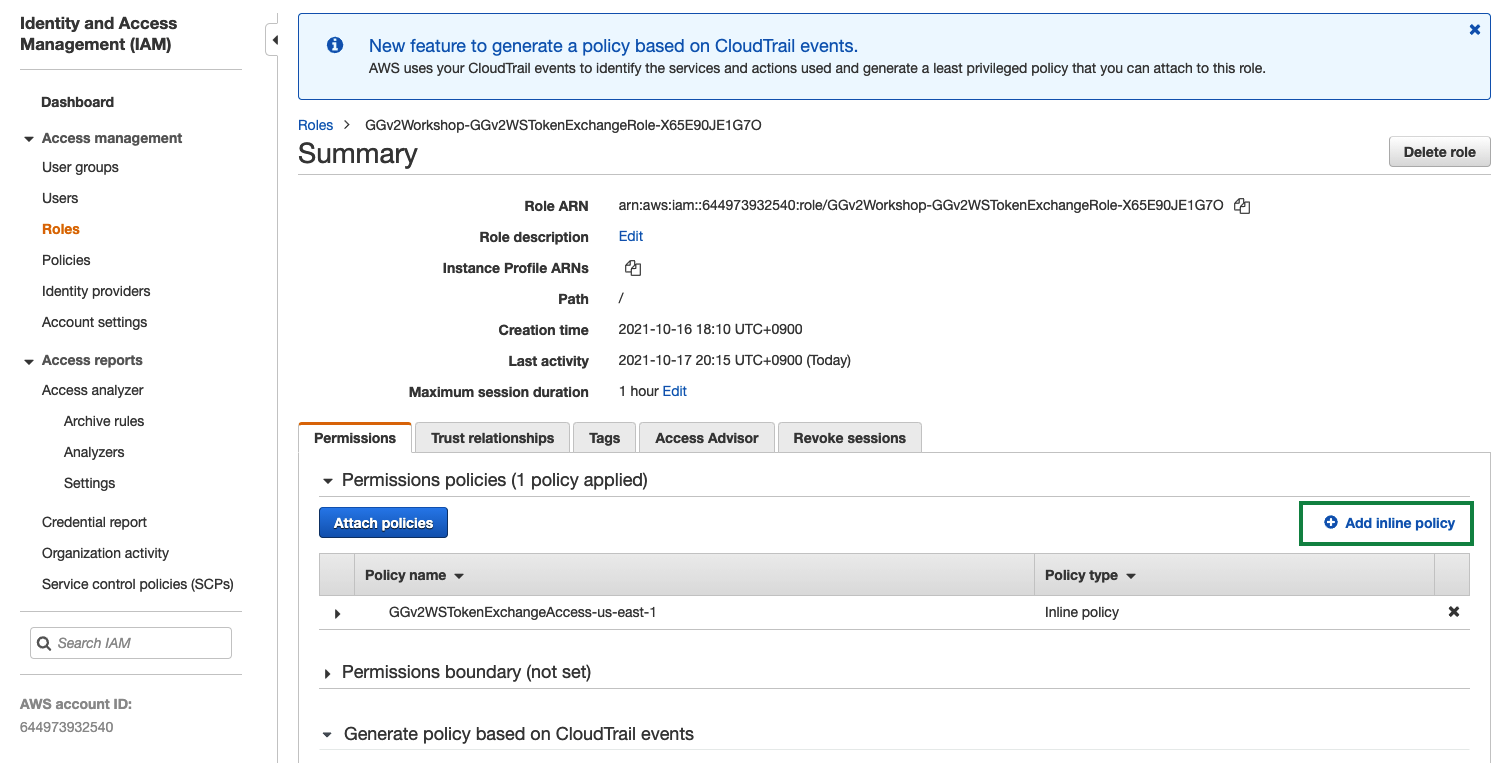 Identity and Access
Management (IAM)
Dashboard
Access management
User groups
Users
Roles
Policies
Identity providers
Account settings
Access reports
Access analyzer
Archive rules
Analyzers
Settings
Credential report
Organization activity
Service control policies (SCPs)
Search IAM
AWS account ID:
644973932540
New feature to generate a policy based on CloudTrail events.
AWS uses your CloudTrail events to identify the services and actions used and generate a least privileged policy that you can attach to this role.
Roles > GGv2Workshop-GGv2WSTokenExchangeRole-X65E90JE1G7O
Summary
Delete role
Role ARN arn:aws:iam::644973932540:role/GGv2Workshop-GGv2WSTokenExchangeRole-X65E90JE1G7O
Role description Edit
Instance Profile ARNs
Path /
Creation time 2021-10-16 18:10 UTC+0900
Last activity 2021-10-17 20:15 UTC+0900 (Today)
Maximum session duration 1 hour Edit
Permissions Trust relationships Tags Access Advisor Revoke sessions
Permissions policies (1 policy applied)
Attach policies Add inline policy
Policy name Policy type
GGv2WSTokenExchangeAccess-us-east-1 Inline policy
Permissions boundary (not set)
Generate policy based on CloudTrail events